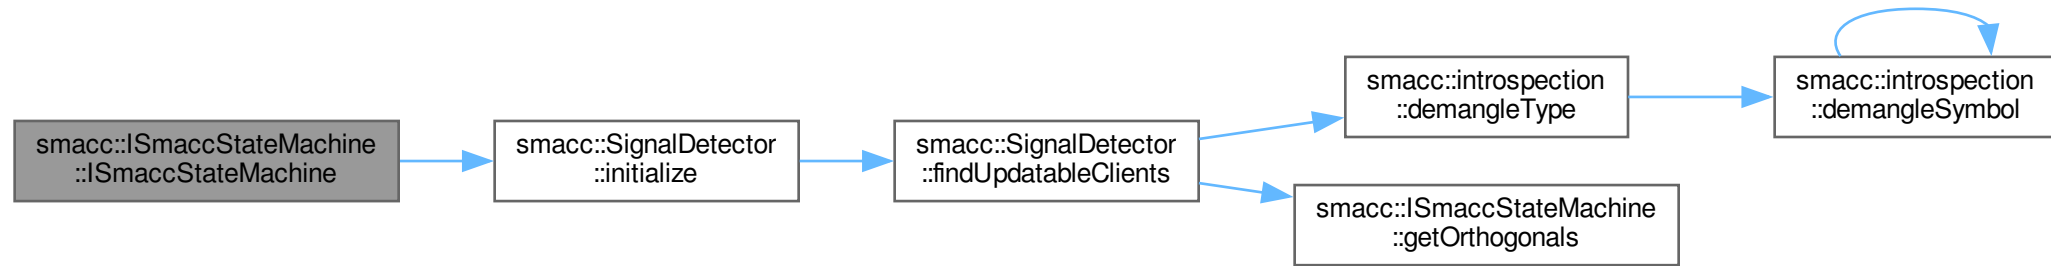 smacc::ISmaccStateMachine
::ISmaccStateMachine
smacc::SignalDetector
::initialize
smacc::SignalDetector
::findUpdatableClients
smacc::introspection
::demangleType
smacc::introspection
::demangleSymbol
smacc::ISmaccStateMachine
::getOrthogonals